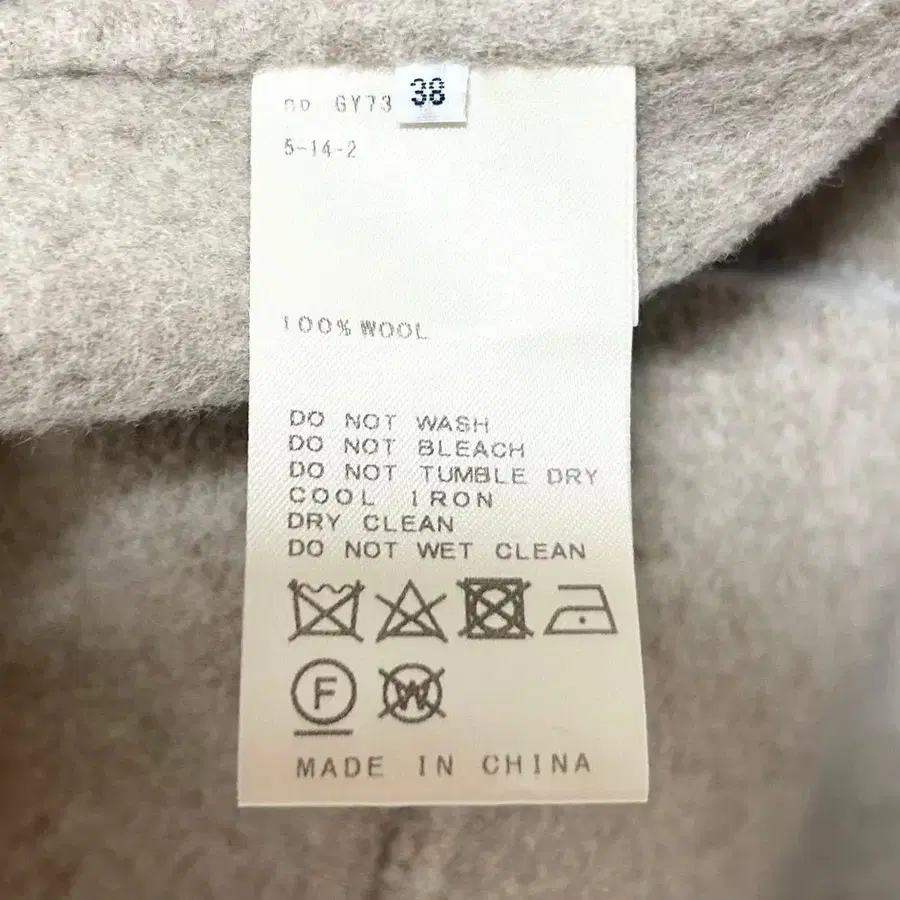 no GY73 38
5-14-2
100% WOOL
DO NOT WASH
DO NOT BLEACH
DO NOT TUMBLE DRY
COOL IRON
DRY CLEAN
DO NOT WET CLEAN
F W
MADE IN CHINA